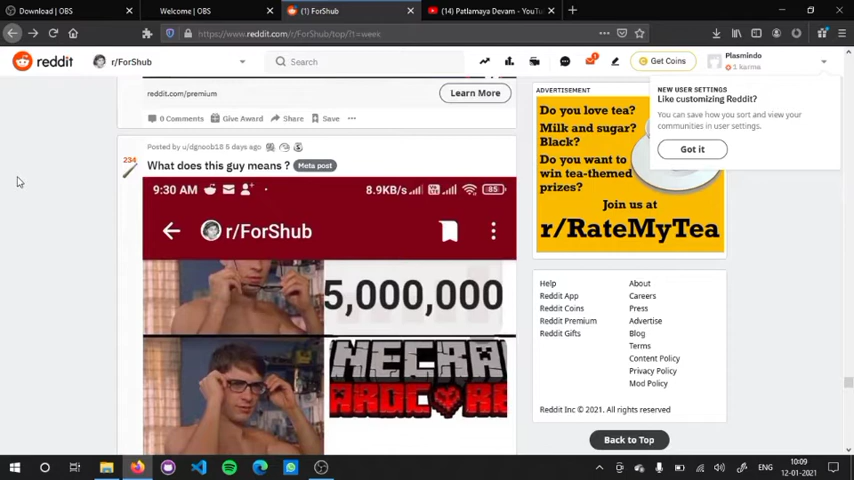 Download | OBS
Welcome | OBS
(1) ForShub
(14) Patlamaya Devam - YouT
https://www.reddit.com/r/ForShub/top/?t=week
reddit
r/ForShub
Search
Get Coins
Plasmindo
1 karma
reddit.com/premium
Learn More
0 Comments
Give Award
Share
Save
234
Posted by u/dgnoob18 5 days ago
What does this guy means ?
Meta post
9:30 AM
8.9KB/s
85
r/ForShub
5,000,000
NECRA
ARDCORE
ADVERTISEMENT
Do you love tea?
Milk and sugar?
Black?
Do you want to
win tea-themed
prizes?
Join us at
r/RateMyTea
NEW USER SETTINGS
Like customizing Reddit?
You can save how you sort and view your
communities in user settings.
Got it
Help
About
Reddit App
Careers
Reddit Coins
Press
Reddit Premium
Advertise
Reddit Gifts
Blog
Terms
Content Policy
Privacy Policy
Mod Policy
Reddit Inc © 2021. All rights reserved
Back to Top
ENG
10:09
12-01-2021